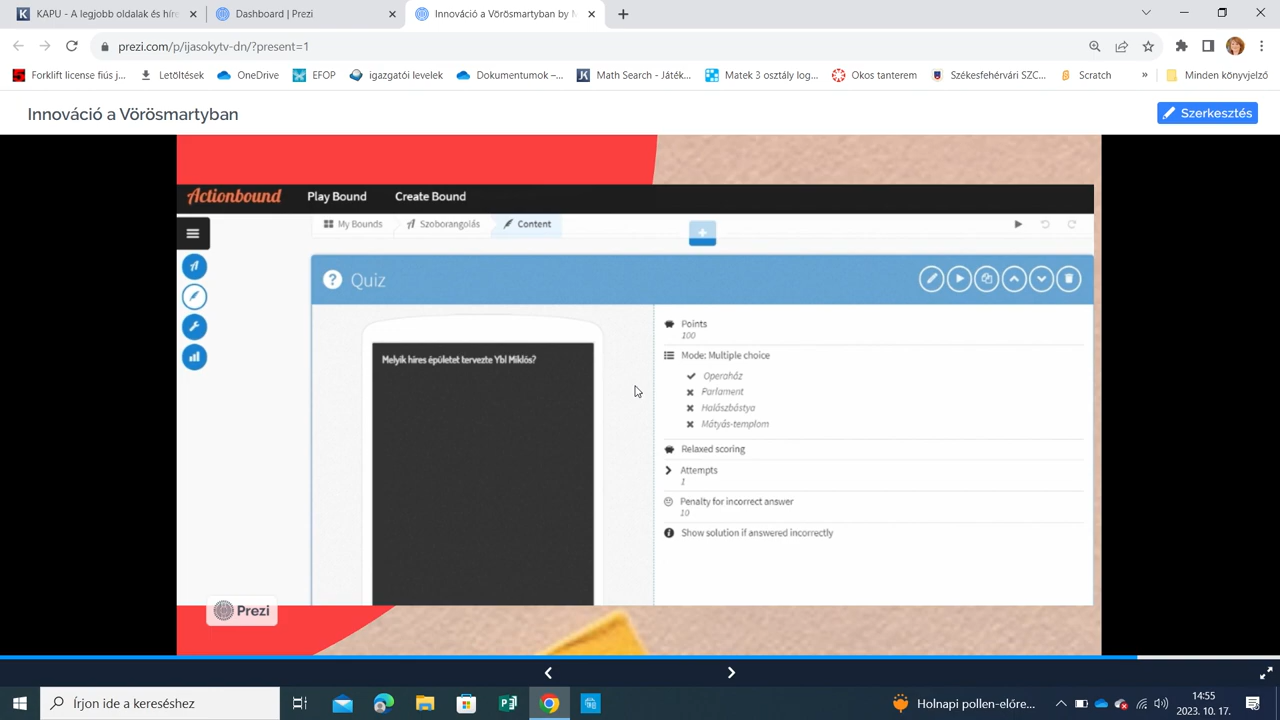 KAPU - A legjobb oldalak és híre
Dashboard | Prezi
Innováció a Vörösmartyban by
prezi.com/p/ijasokytv-dn/?present=1
Forklift license fiús j...
Letöltések
OneDrive
EFOP
igazgatói levelek
Dokumentumok –...
Math Search - Játék...
Matek 3 osztály log...
Okos tanterem
Székesfehérvári SZC...
Scratch
»
Minden könyvjelző
Innováció a Vörösmartyban
Szerkesztés
Actionbound
Play Bound
Create Bound
My Bounds
Szoborangolás
Content
Quiz
Melyik híres épületet tervezte Ybl Miklós?
Points
100
Mode: Multiple choice
Operaház
Parlament
Halászbástya
Mátyás-templom
Relaxed scoring
Attempts
1
Penalty for incorrect answer
10
Show solution if answered incorrectly
Prezi
Írjon ide a kereséshez
Holnapi pollen-előre...
14:55
2023. 10. 17.